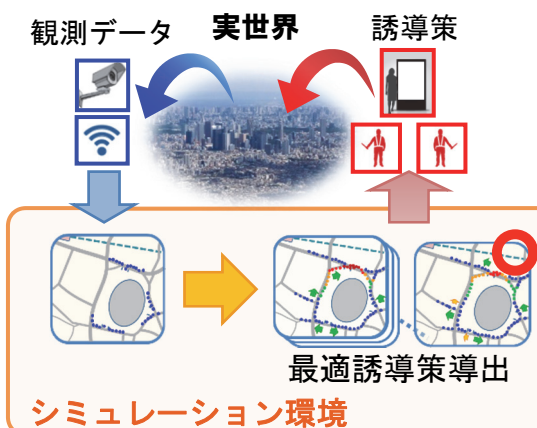 観測データ
実世界
誘導策
最適誘導策導出
シミュレーション環境